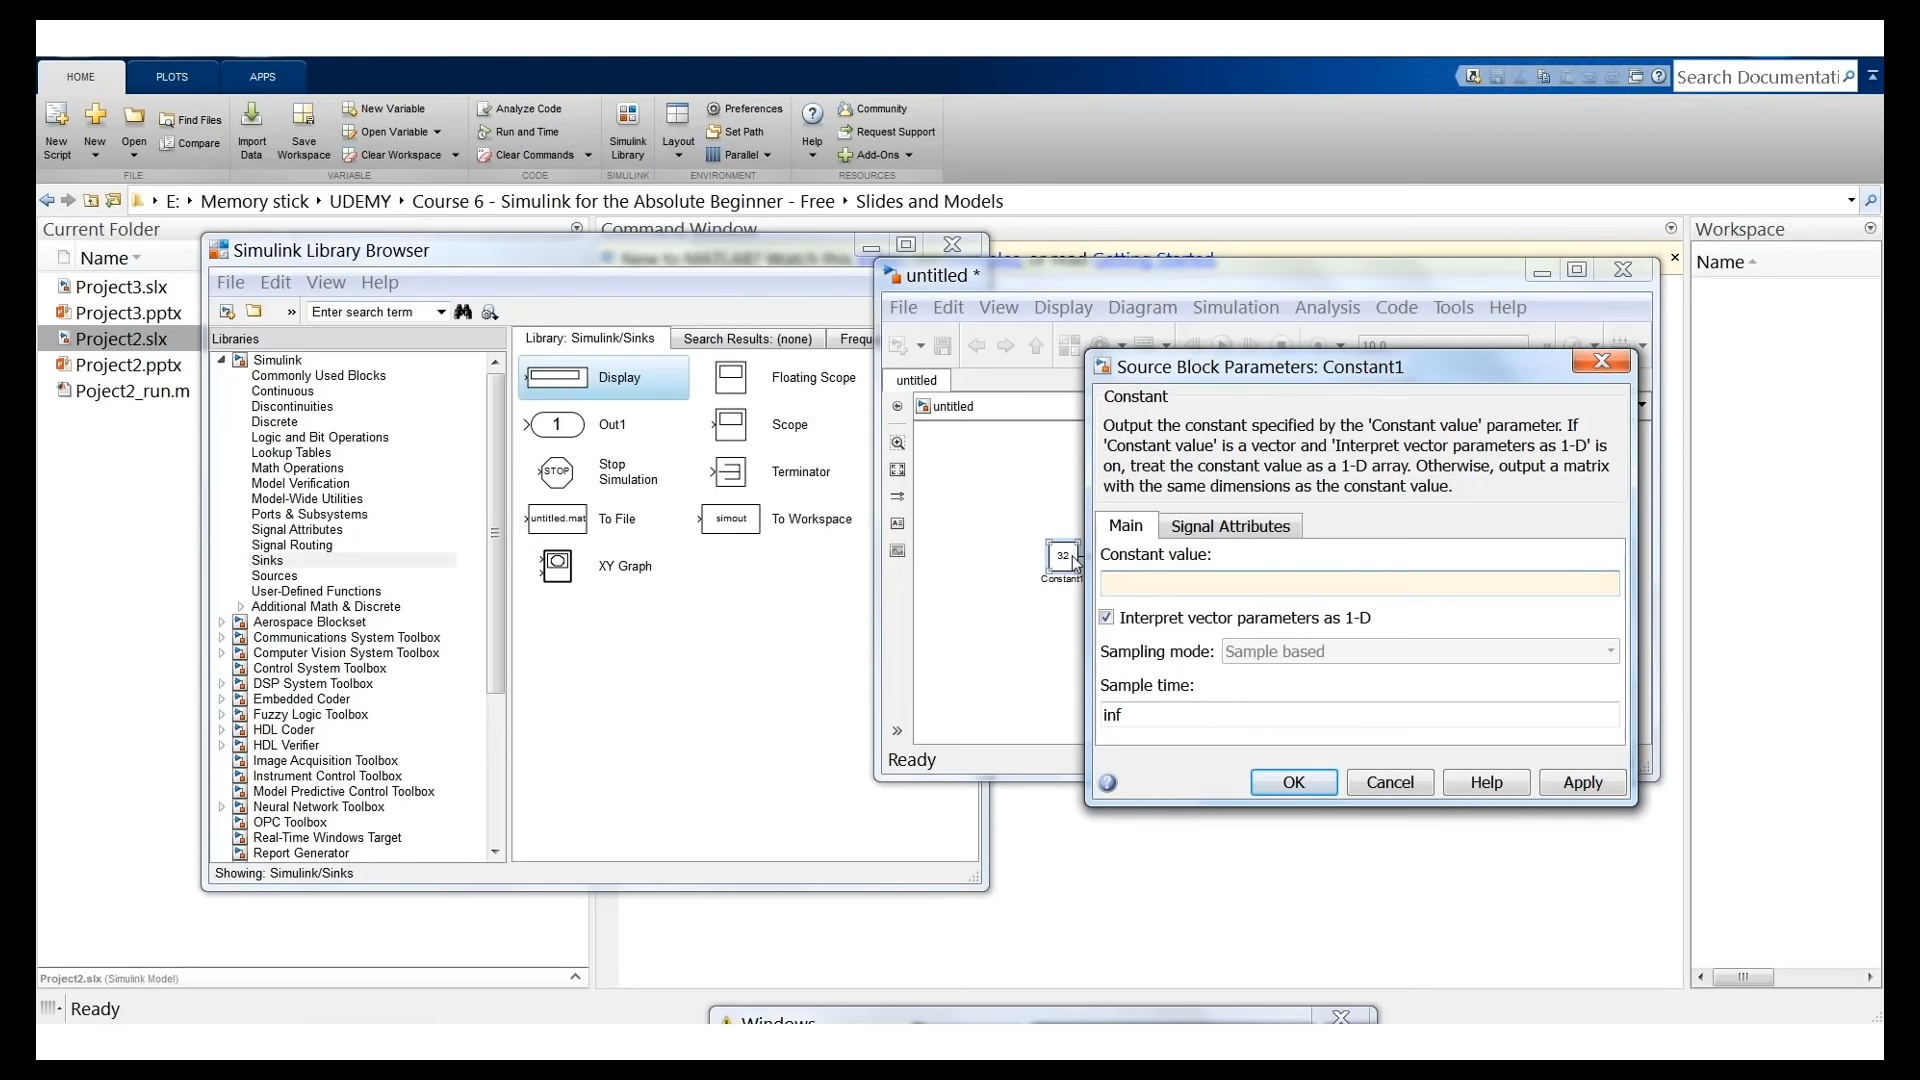 HOME PLOTS APPS
Search Documentati
New Script
New
Open
Find Files
Compare
Import Data
Save Workspace
New Variable
Open Variable
Clear Workspace
Analyze Code
Run and Time
Clear Commands
Simulink Library
Layout
Preferences
Set Path
Parallel
Help
Community
Request Support
Add-Ons
FILE VARIABLE CODE SIMULINK ENVIRONMENT RESOURCES
E: Memory stick UDEMY Course 6 - Simulink for the Absolute Beginner - Free Slides and Models
Current Folder
Name
Project3.slx
Project3.pptx
Project2.slx
Project2.pptx
Poject2_run.m
Project2.slx (Simulink Model)
Ready
Command Window
or read Getting Started
Workspace
Name
Simulink Library Browser
File Edit View Help
» Enter search term
Libraries
Simulink
Commonly Used Blocks
Continuous
Discontinuities
Discrete
Logic and Bit Operations
Lookup Tables
Math Operations
Model Verification
Model-Wide Utilities
Ports & Subsystems
Signal Attributes
Signal Routing
Sinks
Sources
User-Defined Functions
Additional Math & Discrete
Aerospace Blockset
Communications System Toolbox
Computer Vision System Toolbox
Control System Toolbox
DSP System Toolbox
Embedded Coder
Fuzzy Logic Toolbox
HDL Coder
HDL Verifier
Image Acquisition Toolbox
Instrument Control Toolbox
Model Predictive Control Toolbox
Neural Network Toolbox
OPC Toolbox
Real-Time Windows Target
Report Generator
Showing: Simulink/Sinks
Library: Simulink/Sinks Search Results: (none) Frequ
Display
Floating Scope
1 Out1
Scope
STOP Stop Simulation
Terminator
untitled.mat To File
simout To Workspace
XY Graph
untitled *
File Edit View Display Diagram Simulation Analysis Code Tools Help
10.0 »
untitled
untitled
32
Constant1
»
Ready
Source Block Parameters: Constant1
Constant
Output the constant specified by the 'Constant value' parameter. If
'Constant value' is a vector and 'Interpret vector parameters as 1-D' is
on, treat the constant value as a 1-D array. Otherwise, output a matrix
with the same dimensions as the constant value.
Main Signal Attributes
Constant value:
Interpret vector parameters as 1-D
Sampling mode: Sample based
Sample time:
inf
OK Cancel Help Apply
Windows